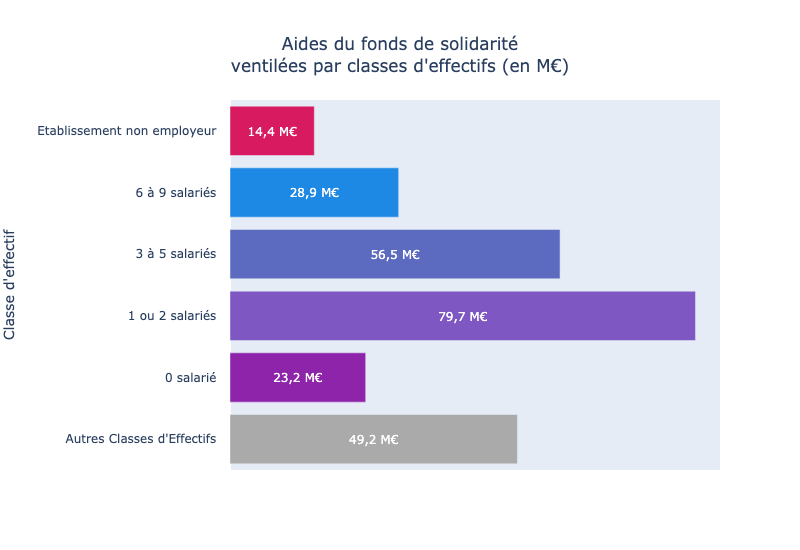 Aides du fonds de solidarité
ventilées par classes d'effectifs (en M€)
Classe d'effectif
Etablissement non employeur
14,4 M€
6 à 9 salariés
28,9 M€
3 à 5 salariés
56,5 M€
1 ou 2 salariés
79,7 M€
0 salarié
23,2 M€
Autres Classes d'Effectifs
49,2 M€